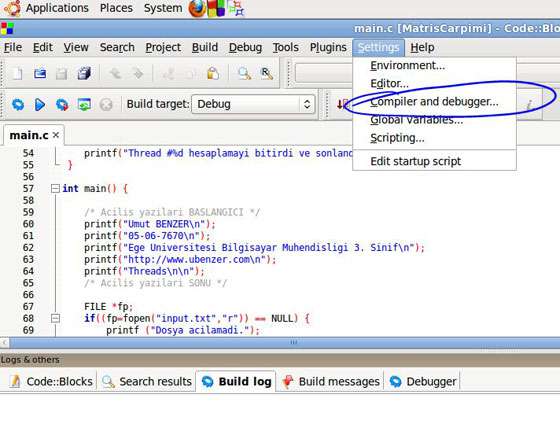 Applications Places System
main.c [MatrisCarpimi] - Code::Blo
File Edit View Search Project Build Debug Tools Plugins Settings Help
Environment...
Editor...
Compiler and debugger...
Global variables...
Scripting...
Edit startup script
Build target: Debug
main.c
54 printf("Thread #%d hesaplamayi bitirdi ve sonland
55 }
56
57 int main() {
58
59 /* Acilis yazilari BASLANGICI */
60 printf("Umut BENZER\n");
61 printf("05-06-7670\n");
62 printf("Ege Universitesi Bilgisayar Muhendisligi 3. Sinif\n");
63 printf("http://www.ubenzer.com\n");
64 printf("Threads\n\n");
65 /* Acilis yazilari SONU */
66
67 FILE *fp;
68 if((fp=fopen("input.txt","r")) == NULL) {
69 printf ("Dosya acilamadi.");
Logs & others
Code::Blocks Search results Build log Build messages Debugger